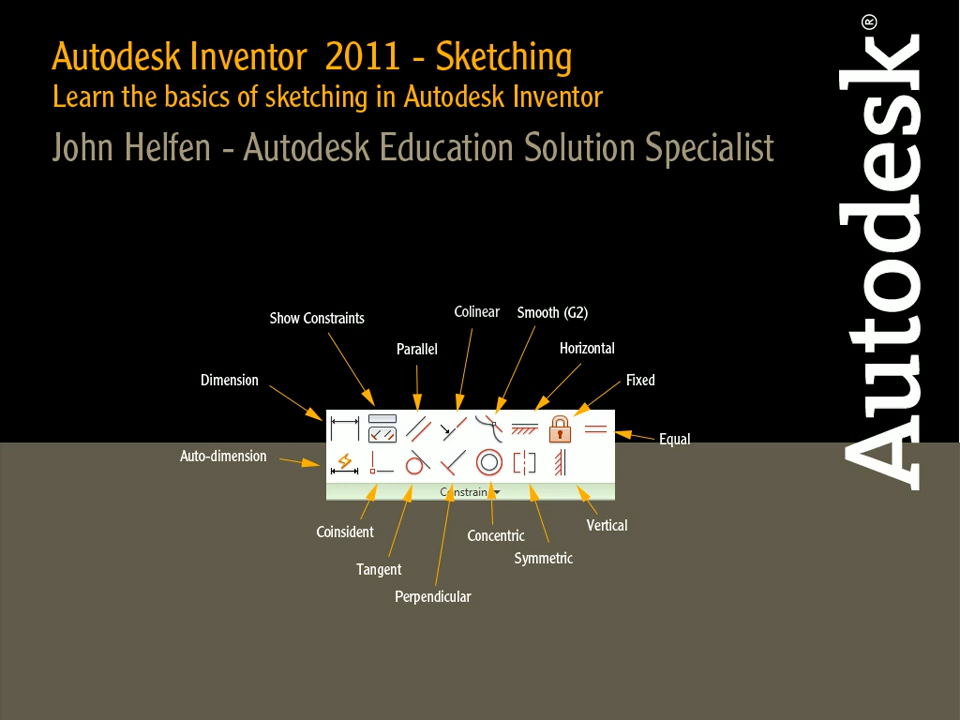 Autodesk Inventor 2011 - Sketching
Learn the basics of sketching in Autodesk Inventor
John Helfen - Autodesk Education Solution Specialist
Autodesk®
Show Constraints
Colinear
Smooth (G2)
Parallel
Horizontal
Dimension
Fixed
Equal
Auto-dimension
Constrain
Coinsident
Concentric
Vertical
Tangent
Symmetric
Perpendicular